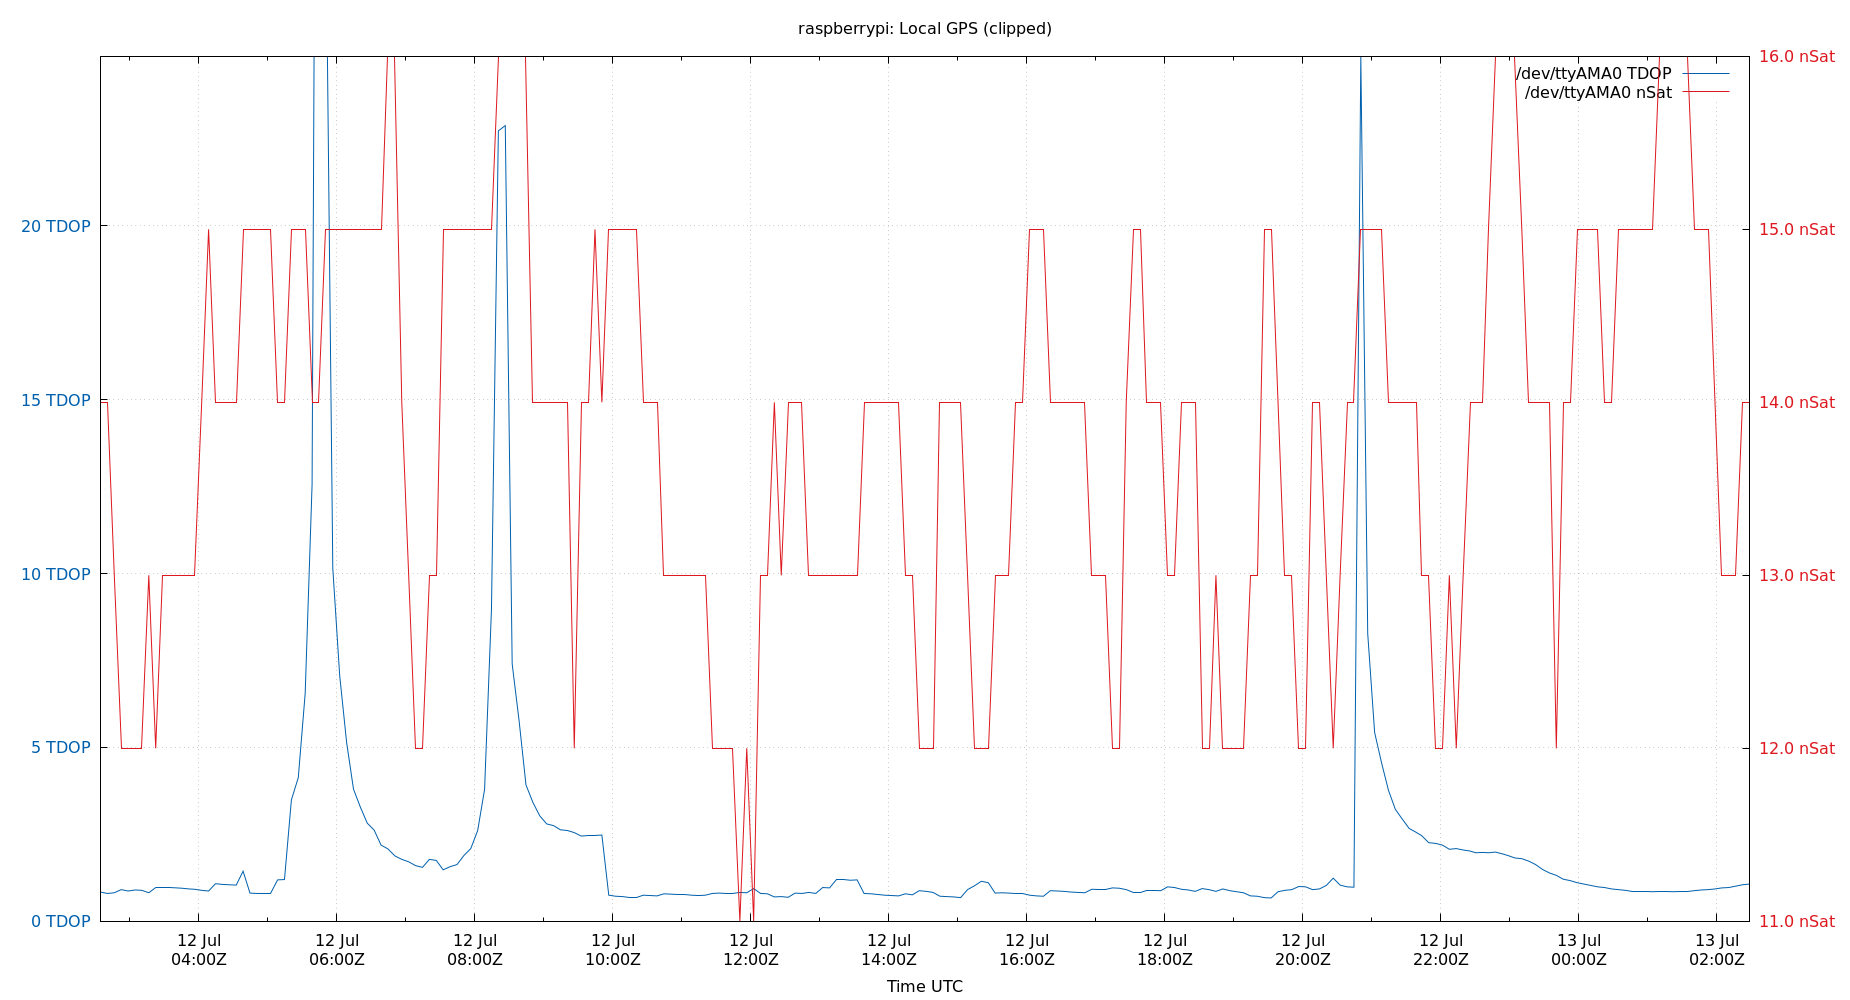 raspberrypi: Local GPS (clipped)
/dev/ttyAMA0 TDOP
/dev/ttyAMA0 nSat
20 TDOP
15 TDOP
10 TDOP
5 TDOP
0 TDOP
16.0 nSat
15.0 nSat
14.0 nSat
13.0 nSat
12.0 nSat
11.0 nSat
12 Jul 12 Jul 12 Jul 12 Jul 12 Jul 12 Jul 12 Jul 12 Jul 12 Jul 12 Jul 13 Jul 13 Jul
04:00Z 06:00Z 08:00Z 10:00Z 12:00Z 14:00Z 16:00Z 18:00Z 20:00Z 22:00Z 00:00Z 02:00Z
Time UTC